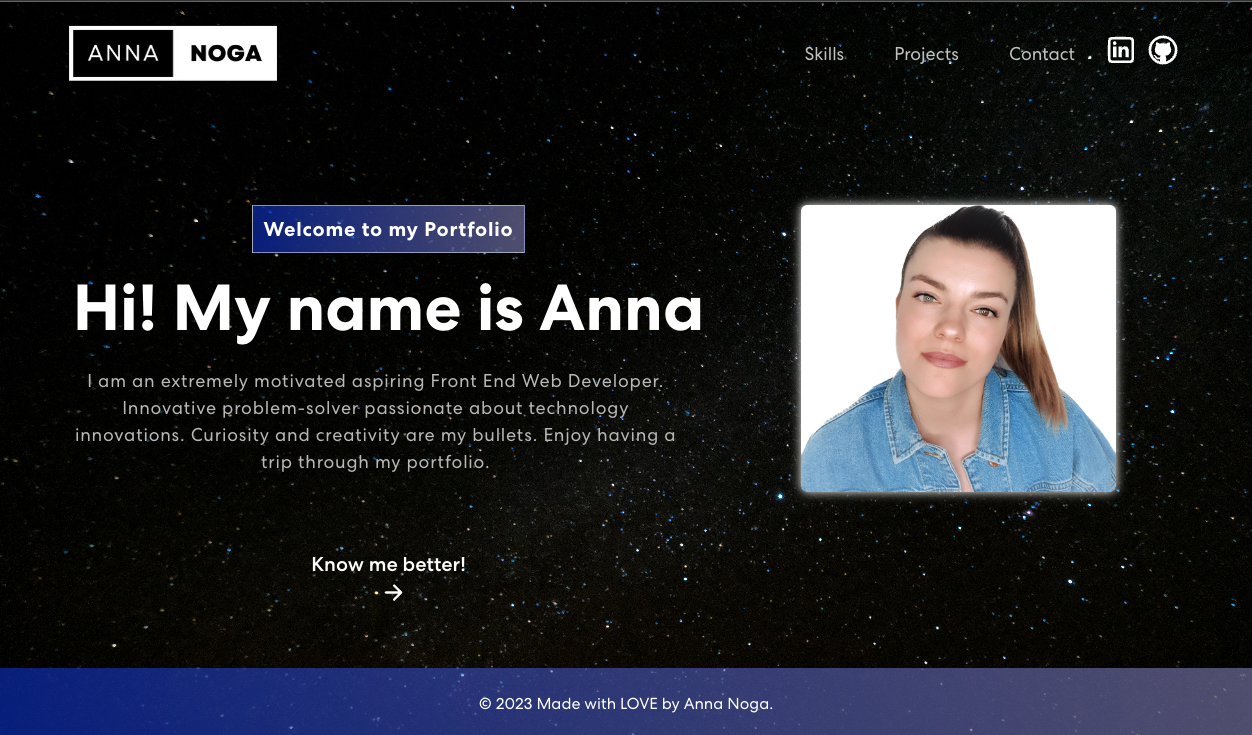 ANNA NOGA
Skills Projects Contact in
Welcome to my Portfolio
Hi! My name is Anna
I am an extremely motivated aspiring Front End Web Developer.
Innovative problem-solver passionate about technology
innovations. Curiosity and creativity are my bullets. Enjoy having a
trip through my portfolio.
Know me better!
© 2023 Made with LOVE by Anna Noga.